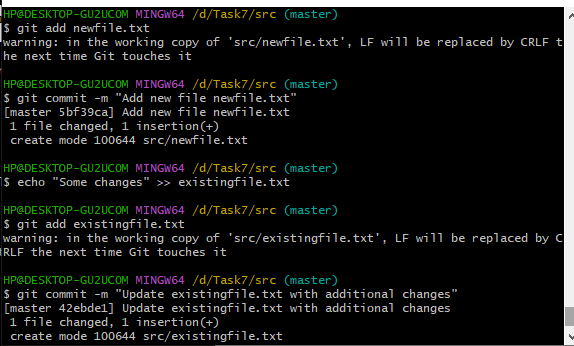 HP@DESKTOP-GU2UCOM MINGW64 /d/Task7/src (master)
$ git add newfile.txt
warning: in the working copy of 'src/newfile.txt', LF will be replaced by CRLF t
he next time Git touches it
HP@DESKTOP-GU2UCOM MINGW64 /d/Task7/src (master)
$ git commit -m "Add new file newfile.txt"
[master 5bf39ca] Add new file newfile.txt
 1 file changed, 1 insertion(+)
 create mode 100644 src/newfile.txt
HP@DESKTOP-GU2UCOM MINGW64 /d/Task7/src (master)
$ echo "Some changes" >> existingfile.txt
HP@DESKTOP-GU2UCOM MINGW64 /d/Task7/src (master)
$ git add existingfile.txt
warning: in the working copy of 'src/existingfile.txt', LF will be replaced by C
RLF the next time Git touches it
HP@DESKTOP-GU2UCOM MINGW64 /d/Task7/src (master)
$ git commit -m "Update existingfile.txt with additional changes"
[master 42ebde1] Update existingfile.txt with additional changes
 1 file changed, 1 insertion(+)
 create mode 100644 src/existingfile.txt